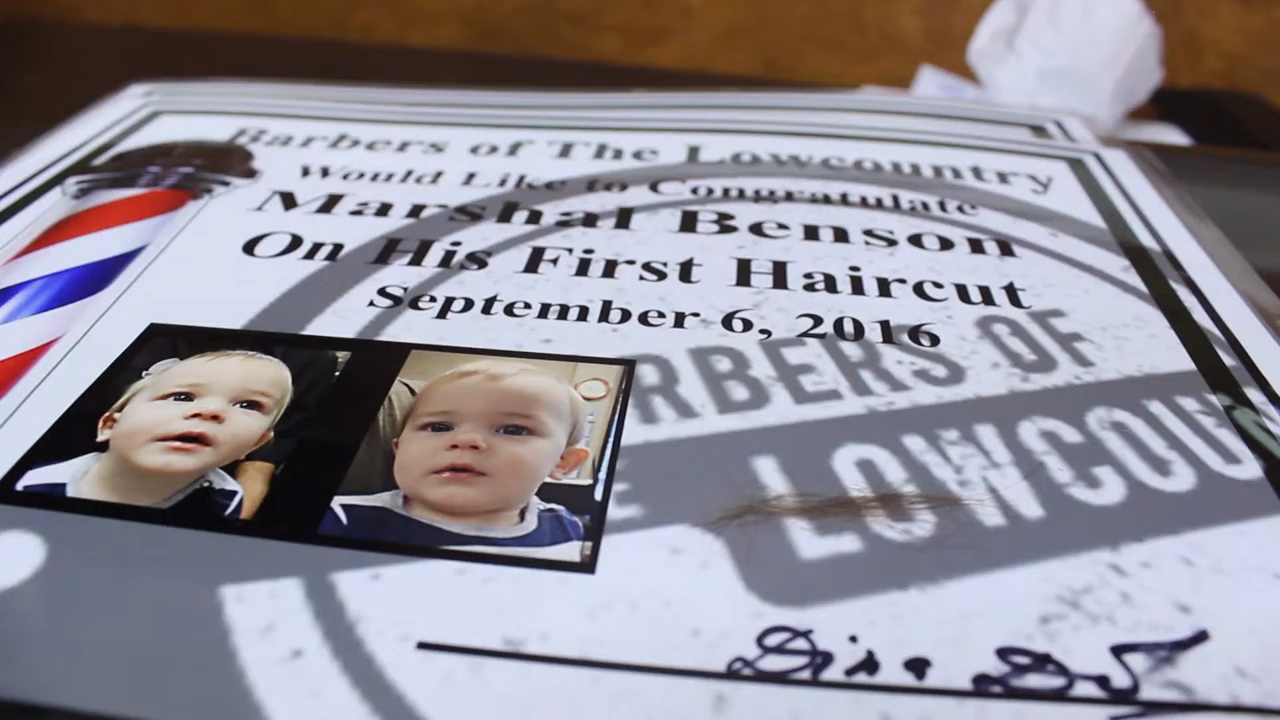 Barbers of The Lowcountry
Would Like to Congratulate
Marshal Benson
On His First Haircut
September 6, 2016
RBERS OF
E LOWCOU